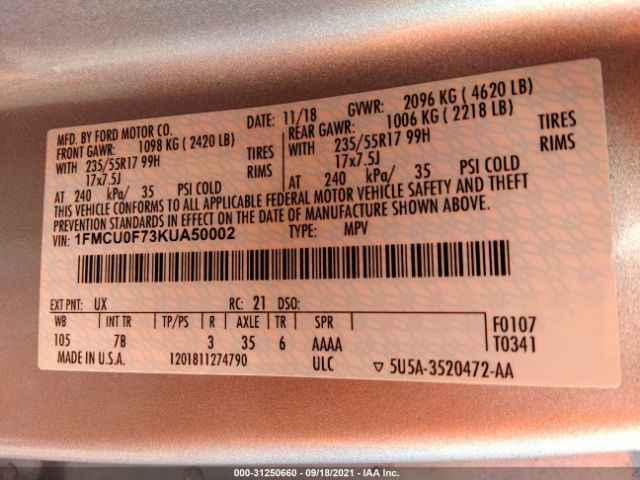 MFD. BY FORD MOTOR CO. DATE: 11/18 GVWR: 2096 KG ( 4620 LB)
FRONT GAWR: 1098 KG ( 2420 LB) REAR GAWR: 1006 KG ( 2218 LB)
WITH 235/55R17 99H TIRES WITH 235/55R17 99H TIRES
17x7.5J RIMS 17x7.5J RIMS
AT 240 kPa/ 35 PSI COLD AT 240 kPa/ 35 PSI COLD
THIS VEHICLE CONFORMS TO ALL APPLICABLE FEDERAL MOTOR VEHICLE SAFETY AND THEFT
PREVENTION STANDARDS IN EFFECT ON THE DATE OF MANUFACTURE SHOWN ABOVE.
VIN: 1FMCU0F73KUA50002 TYPE: MPV
EXT PNT: UX RC: 21 DSO:
WB INT TR TP/PS R AXLE TR SPR F0107
105 7B 3 35 6 AAAA T0341
MADE IN U.S.A. 1201811274790 ULC ▽ 5U5A-3520472-AA
000-31250660 - 09/18/2021 - IAA Inc.